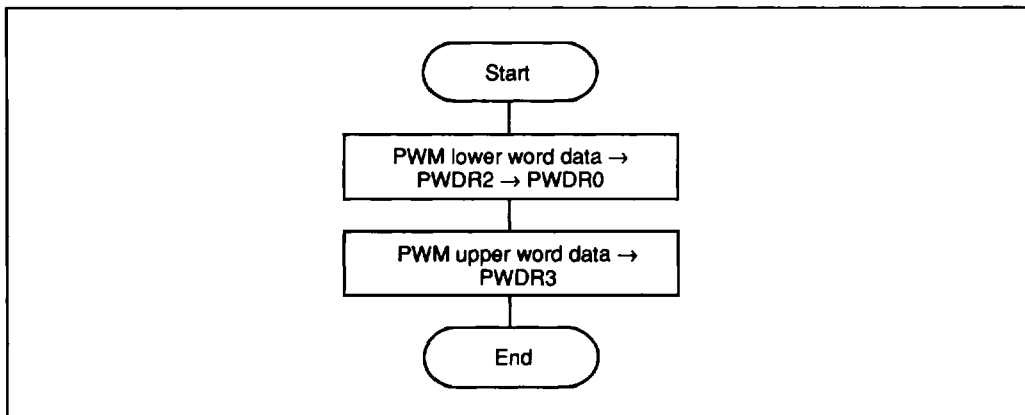 Start
PWM lower word data →
PWDR2 → PWDR0
PWM upper word data →
PWDR3
End